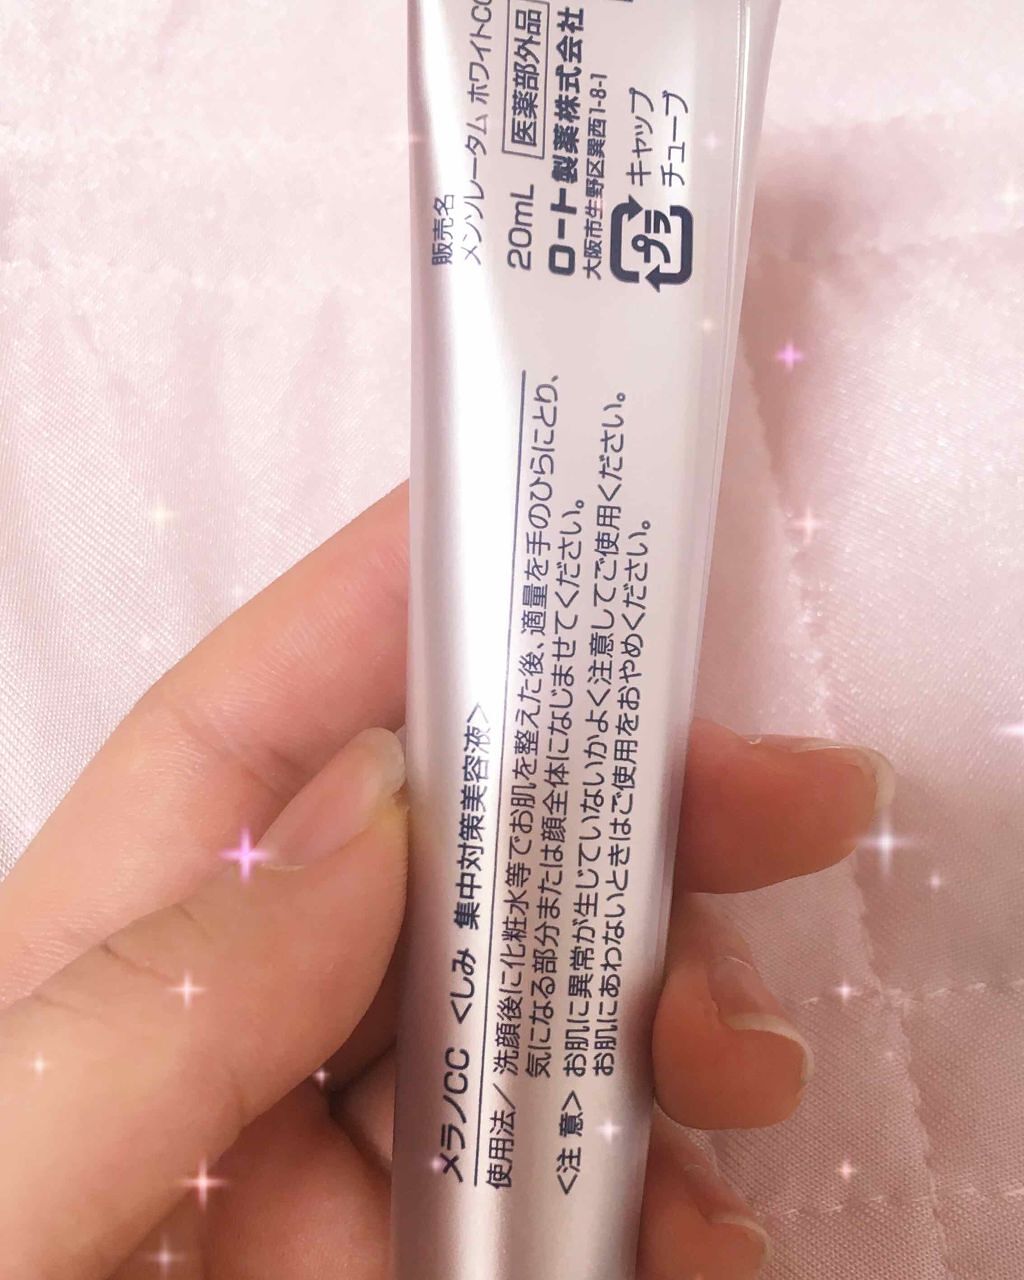 メラノCC <しみ 集中対策美容液>
使用法／洗顔後に化粧水等でお肌を整えた後、適量を手のひらにとり、
気になる部分または顔全体になじませてください。
<注 意> お肌に異常が生じていないかよく注意してご使用ください。
お肌にあわないときはご使用をおやめください。
販売名
メンソレータム ホワイトCC
20mL 医薬部外品
ロート製薬株式会社
大阪市生野区巽西1-8-1
プラ キャップ
チューブ